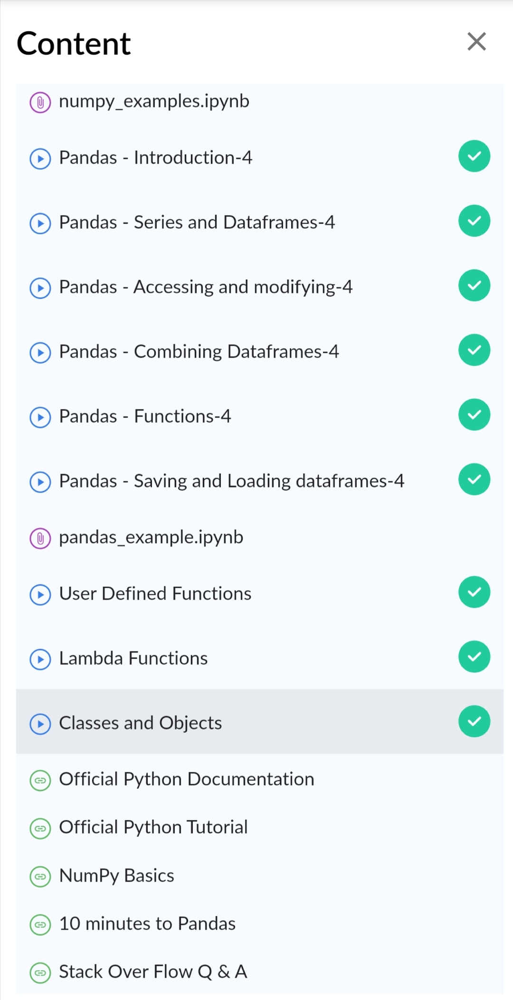 Content
numpy_examples.ipynb
Pandas - Introduction-4
Pandas - Series and Dataframes-4
Pandas - Accessing and modifying-4
Pandas - Combining Dataframes-4
Pandas - Functions-4
Pandas - Saving and Loading dataframes-4
pandas_example.ipynb
User Defined Functions
Lambda Functions
Classes and Objects
Official Python Documentation
Official Python Tutorial
NumPy Basics
10 minutes to Pandas
Stack Over Flow Q & A